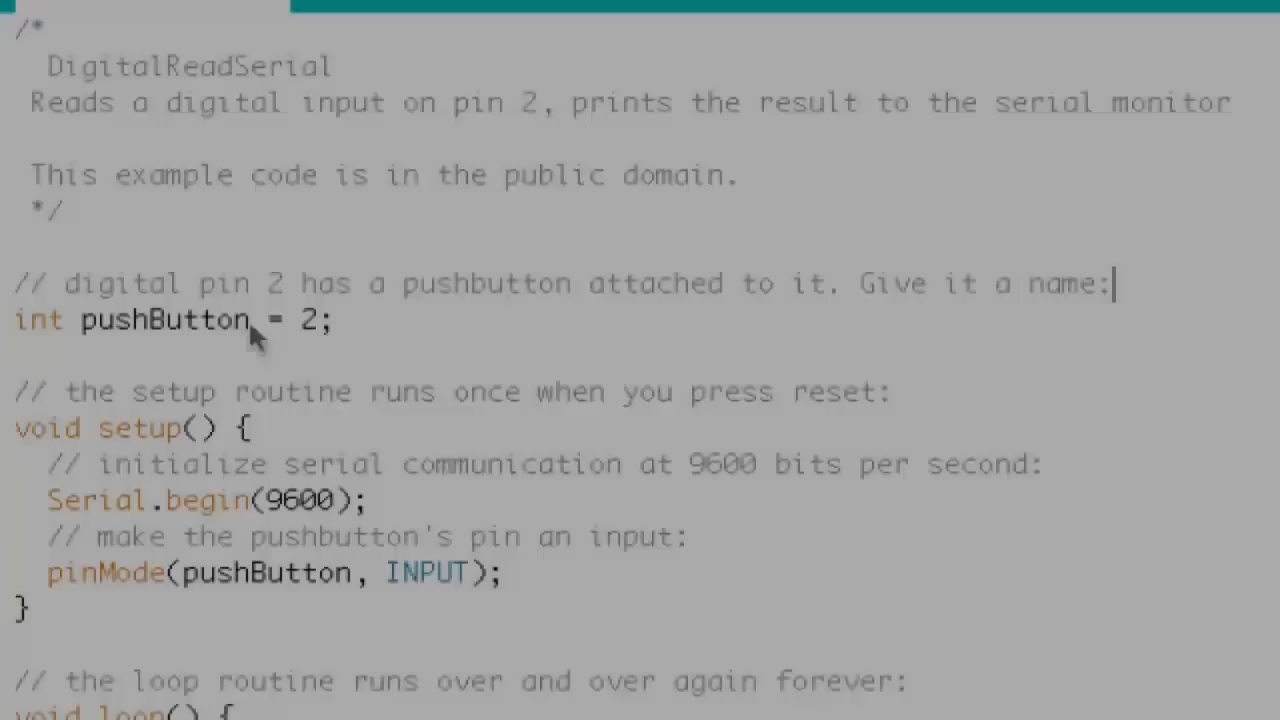 /*
DigitalReadSerial
Reads a digital input on pin 2, prints the result to the serial monitor
This example code is in the public domain.
*/
// digital pin 2 has a pushbutton attached to it. Give it a name:
int pushButton = 2;
// the setup routine runs once when you press reset:
void setup() {
// initialize serial communication at 9600 bits per second:
Serial.begin(9600);
// make the pushbutton's pin an input:
pinMode(pushButton, INPUT);
}
// the loop routine runs over and over again forever:
void loop() {